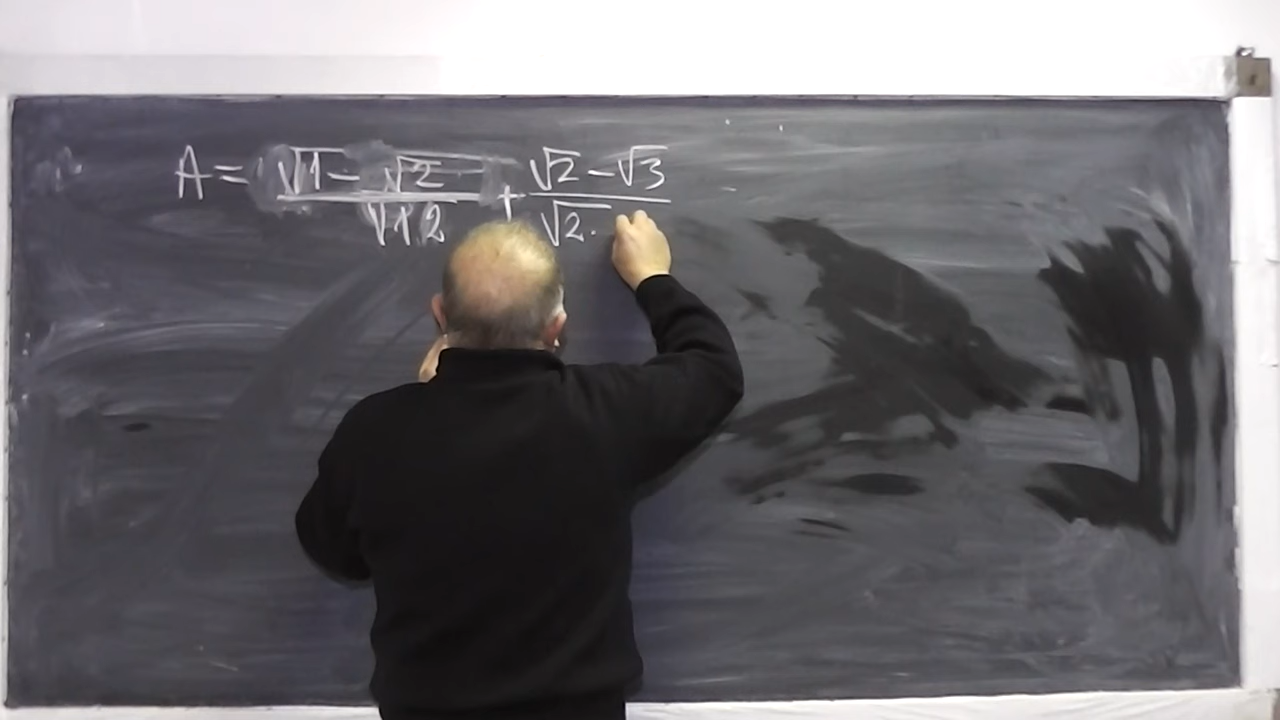 A = √1 - √2 / √1 2 + √2 - √3 / √2 ·